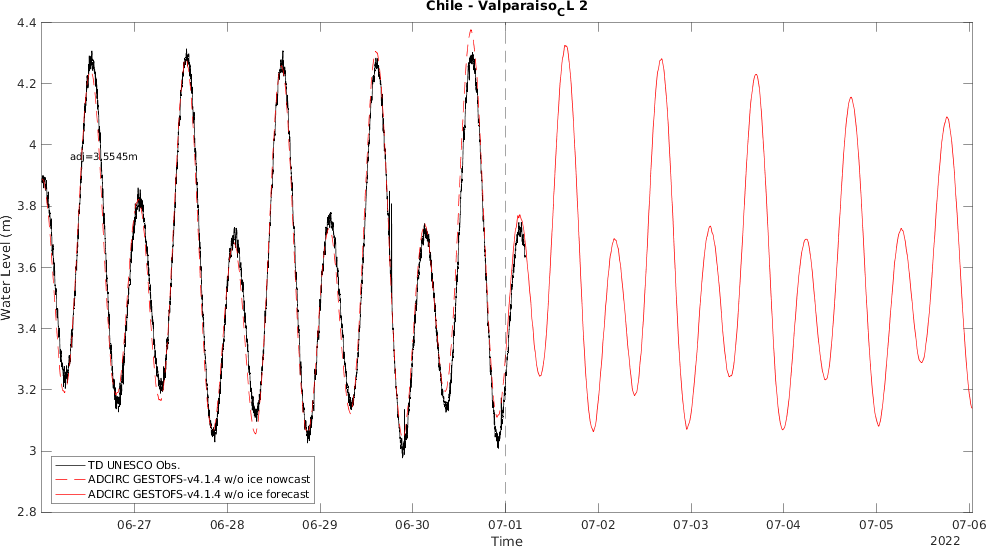 Chile - Valparaiso_CL 2
4.4
4.2
4
3.8
3.6
3.4
3.2
3
2.8
Water Level (m)
adj=3.5545m
TD UNESCO Obs.
ADCIRC GESTOFS-v4.1.4 w/o ice nowcast
ADCIRC GESTOFS-v4.1.4 w/o ice forecast
06-27 06-28 06-29 06-30 07-01 07-02 07-03 07-04 07-05 07-06
Time
2022